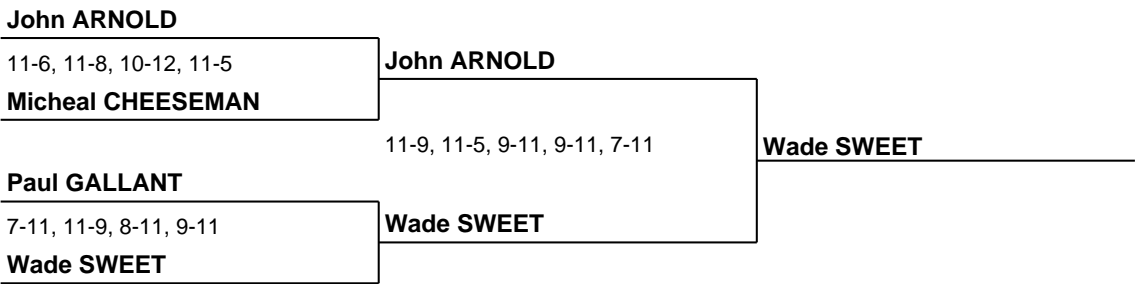 John ARNOLD
11-6, 11-8, 10-12, 11-5
John ARNOLD
Micheal CHEESEMAN
11-9, 11-5, 9-11, 9-11, 7-11
Wade SWEET
Paul GALLANT
7-11, 11-9, 8-11, 9-11
Wade SWEET
Wade SWEET